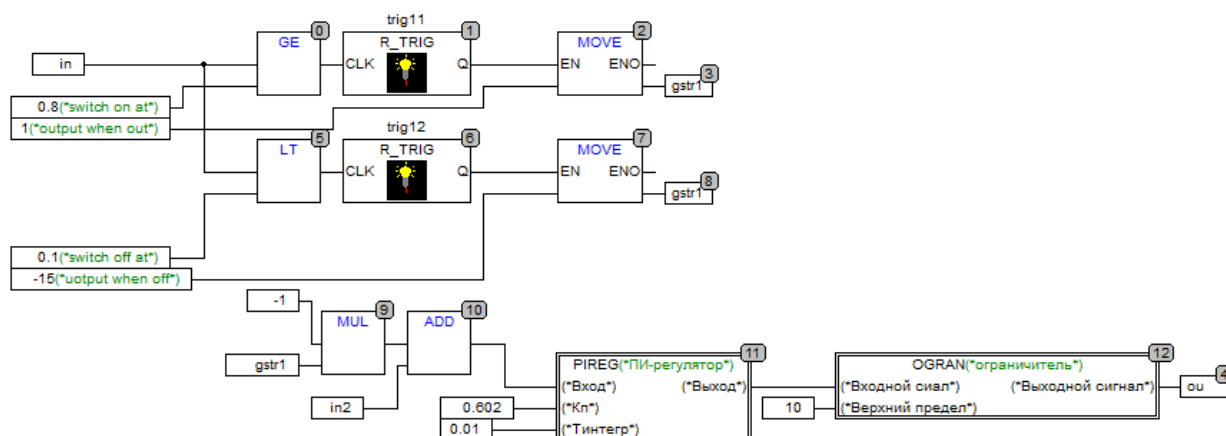 trig11
GE
0
R_TRIG
1
MOVE
2
in
CLK
Q
EN
ENO
gstr1
3
0.8(*switch on at*)
1(*output when out*)
trig12
LT
5
R_TRIG
6
MOVE
7
CLK
Q
EN
ENO
gstr1
8
0.1(*switch off at*)
-15(*uotput when off*)
-1
MUL
9
ADD
10
gstr1
in2
PIREG(*ПИ-регулятор*)
11
(*Вход*)
(*Выход*)
0.602
(*Кп*)
0.01
(*Tинтегр*)
OGRAN(*ограничитель*)
12
(*Входной сиал*)
(*Выходной сигнал*)
10
(*Верхний предел*)
ou
4